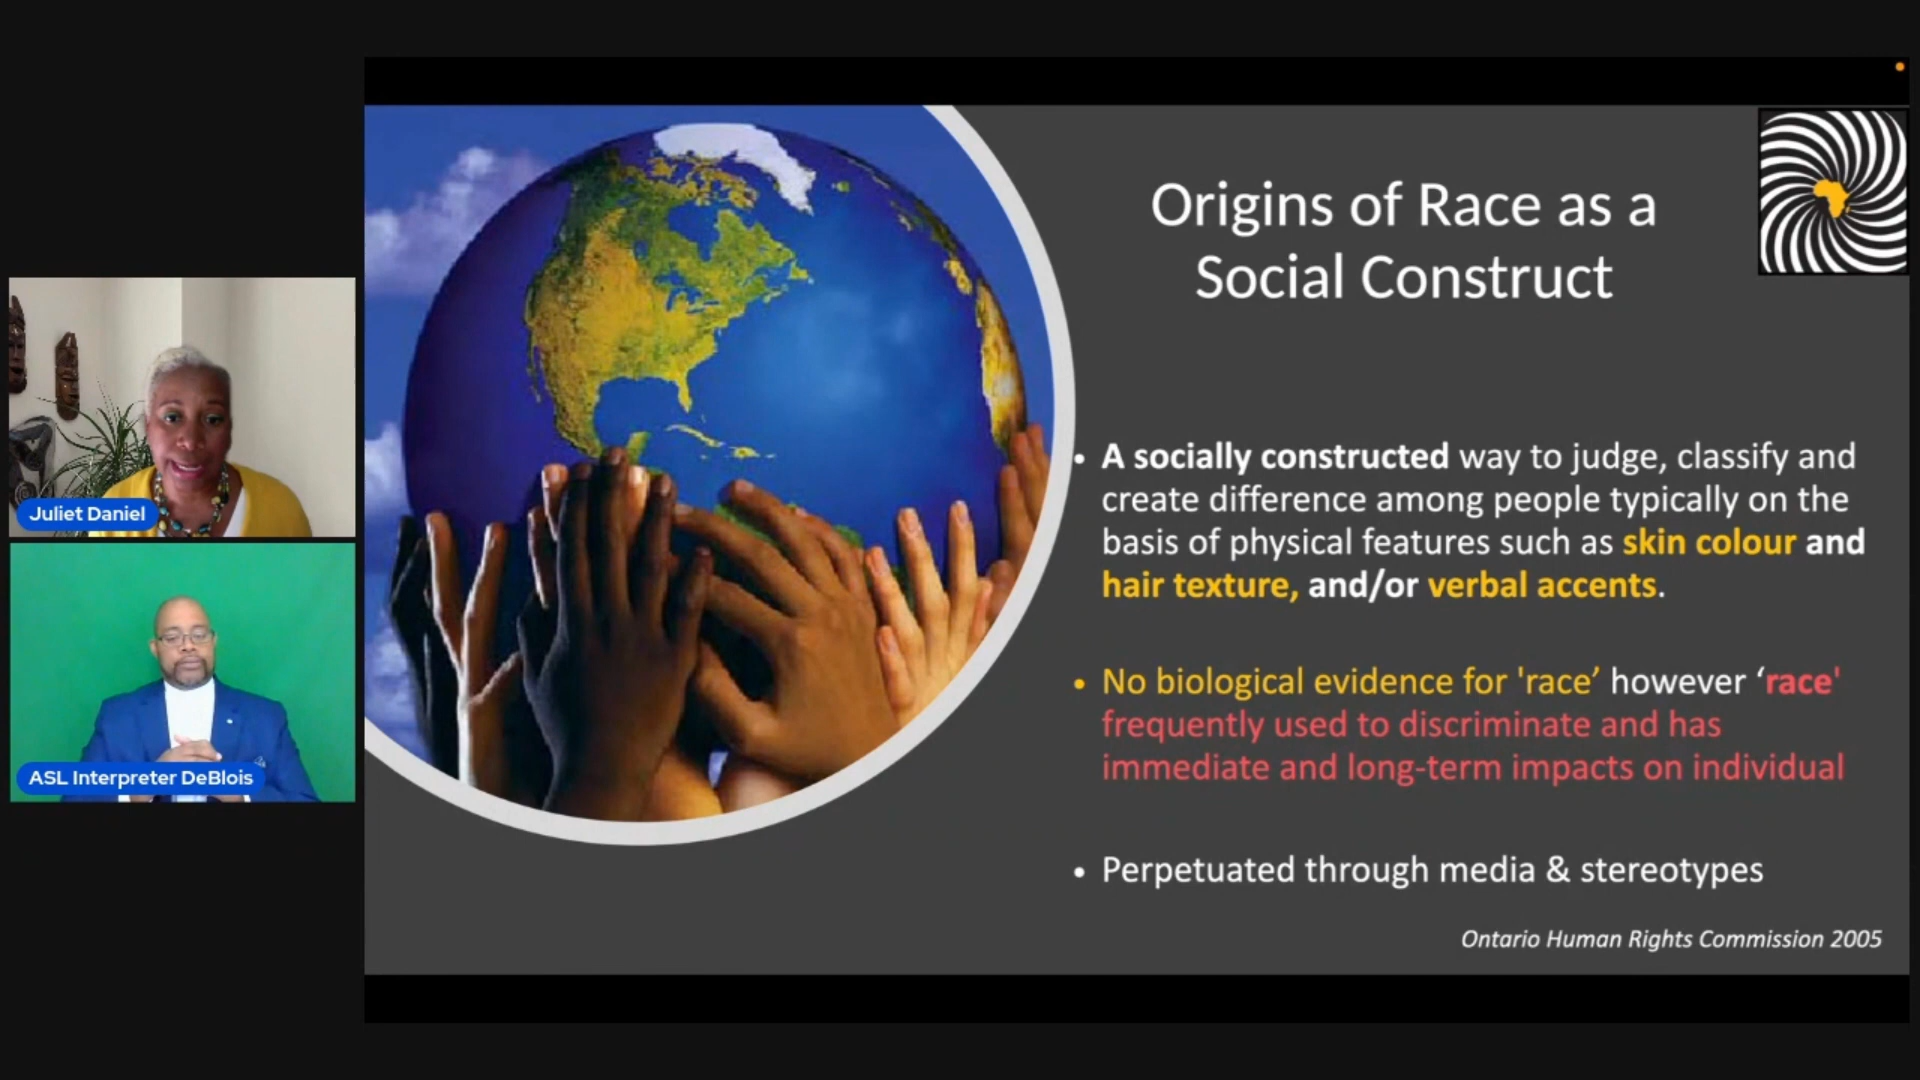 Origins of Race as a
Social Construct
• A socially constructed way to judge, classify and
create difference among people typically on the
basis of physical features such as skin colour and
hair texture, and/or verbal accents.
• No biological evidence for 'race’ however ‘race'
frequently used to discriminate and has
immediate and long-term impacts on individual
• Perpetuated through media & stereotypes
Ontario Human Rights Commission 2005
Juliet Daniel
ASL Interpreter DeBlois